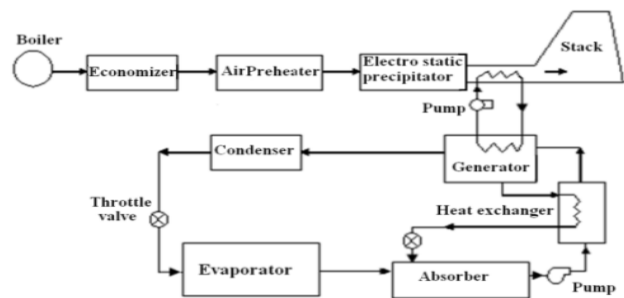 Boiler
Economizer
AirPreheater
Electro static
precipitator
Stack
Pump
Condenser
Generator
Throttle
valve
Heat exchanger
Evaporator
Absorber
Pump